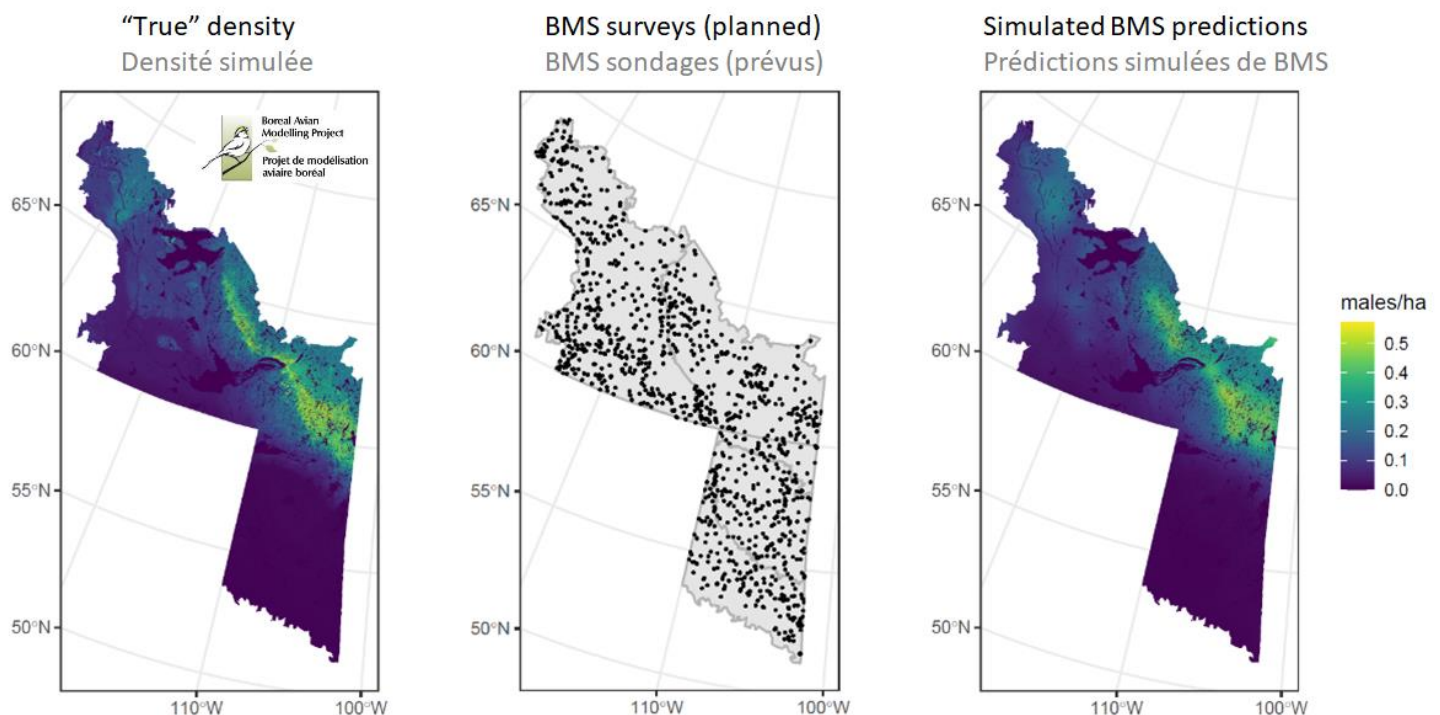 “True” density
Densité simulée
BMS surveys (planned)
BMS sondages (prévus)
Simulated BMS predictions
Prédictions simulées de BMS
Boreal Avian
Modelling Project
Projet de modélisation
aviaire boréal
65°N
60°N
55°N
50°N
110°W
100°W
65°N
60°N
55°N
50°N
110°W
100°W
65°N
60°N
55°N
50°N
110°W
100°W
males/ha
0.5
0.4
0.3
0.2
0.1
0.0